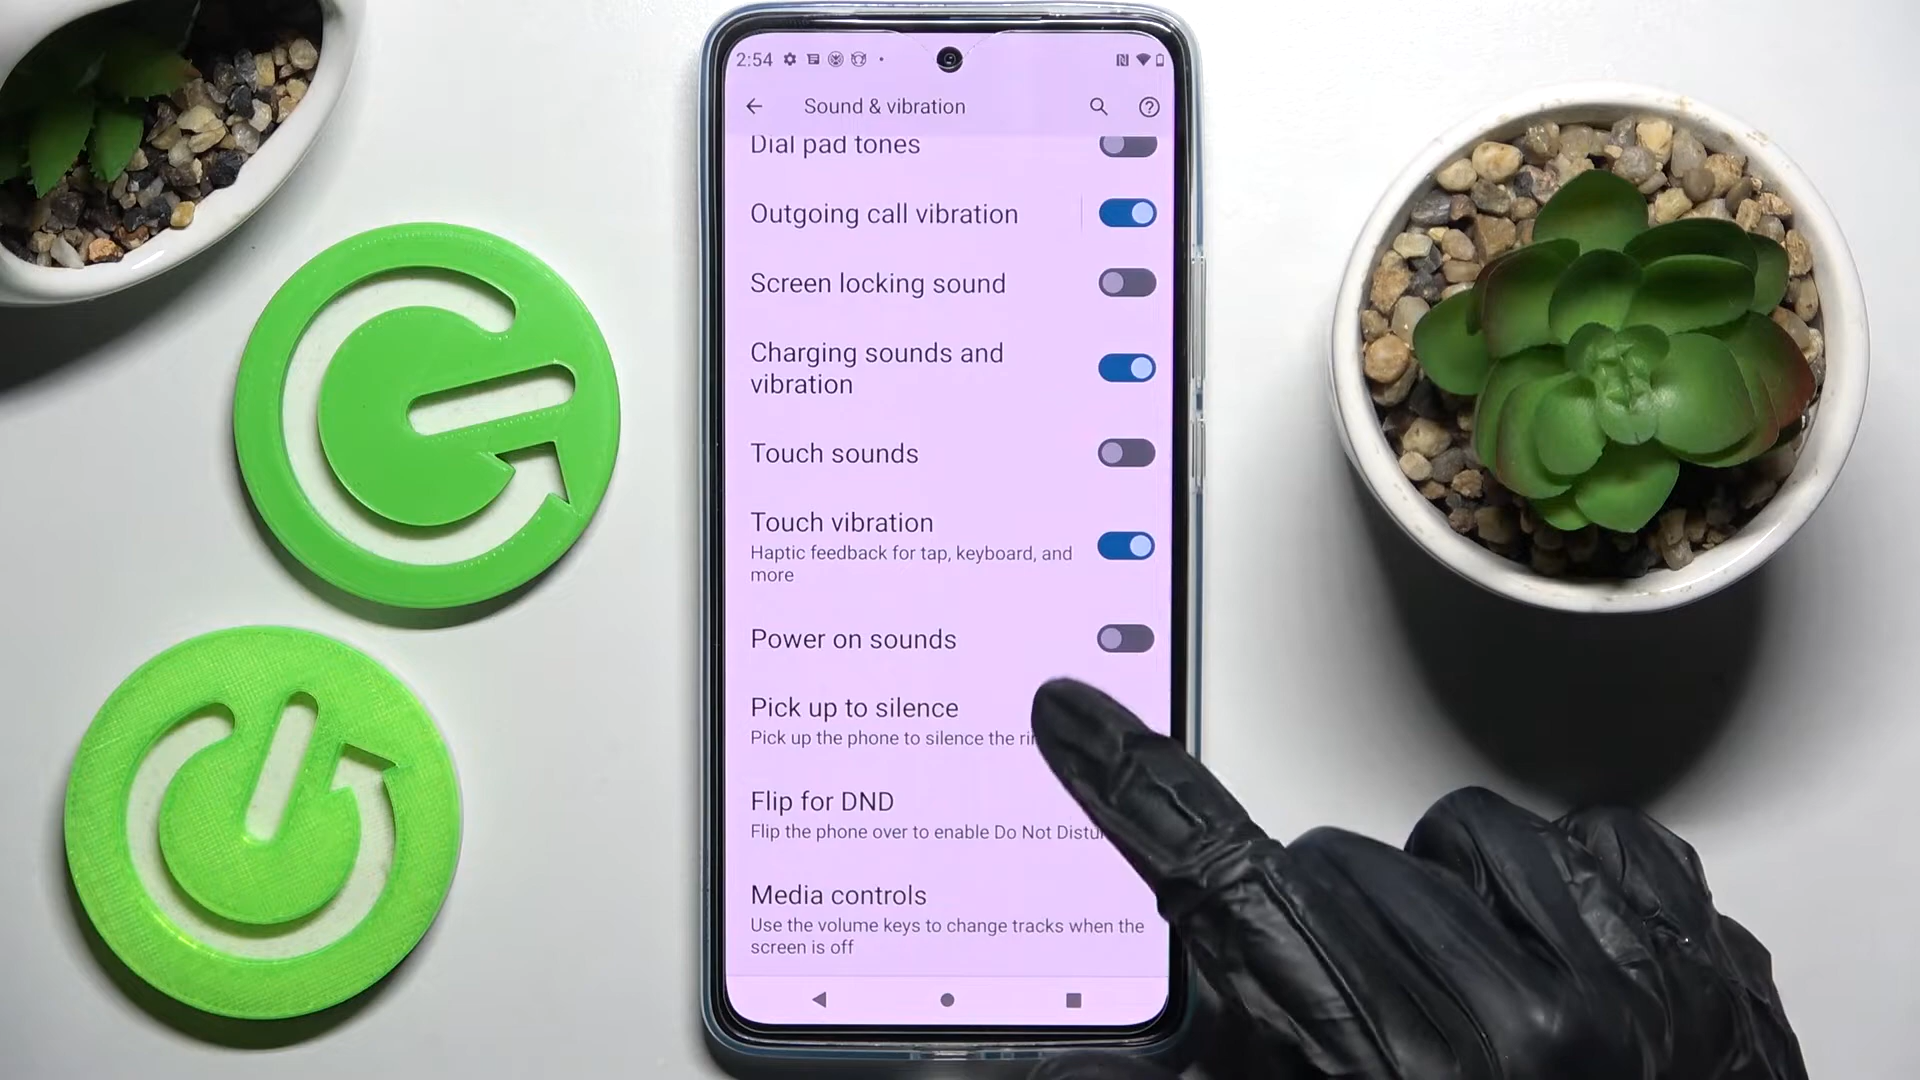 2:54
Sound & vibration
Dial pad tones
Outgoing call vibration
Screen locking sound
Charging sounds and
vibration
Touch sounds
Touch vibration
Haptic feedback for tap, keyboard, and
more
Power on sounds
Pick up to silence
Pick up the phone to silence the
Flip for DND
Flip the phone over to enable Do Not
Media controls
Use the volume keys to change tracks when the
screen is off